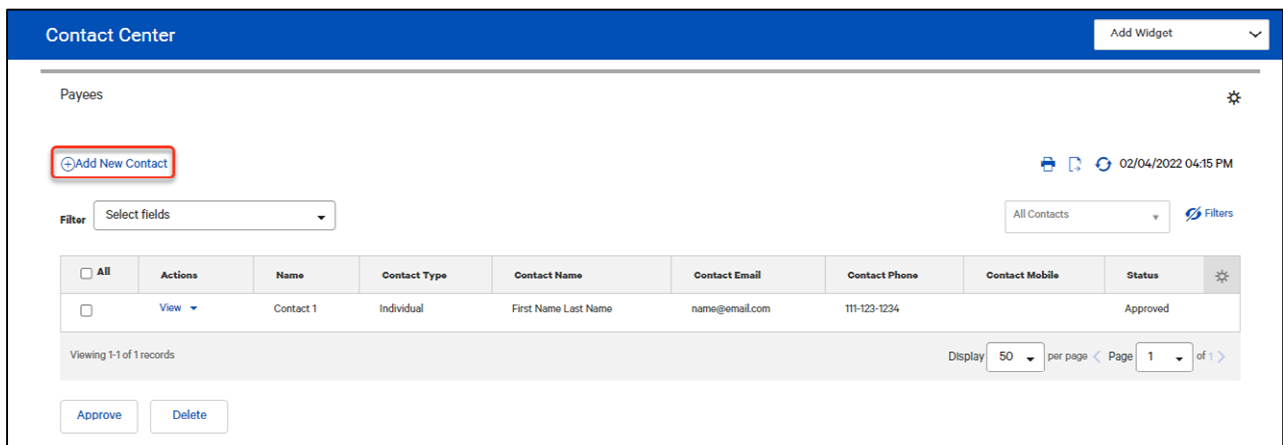 Contact Center
Add Widget
Payees
Add New Contact
02/04/2022 04:15 PM
Filter Select fields
All Contacts
Filters
All Actions Name Contact Type Contact Name Contact Email Contact Phone Contact Mobile Status
View Contact 1 Individual First Name Last Name name@email.com 111-123-1234 Approved
Viewing 1-1 of 1 records
Display 50 per page Page 1 of 1
Approve Delete